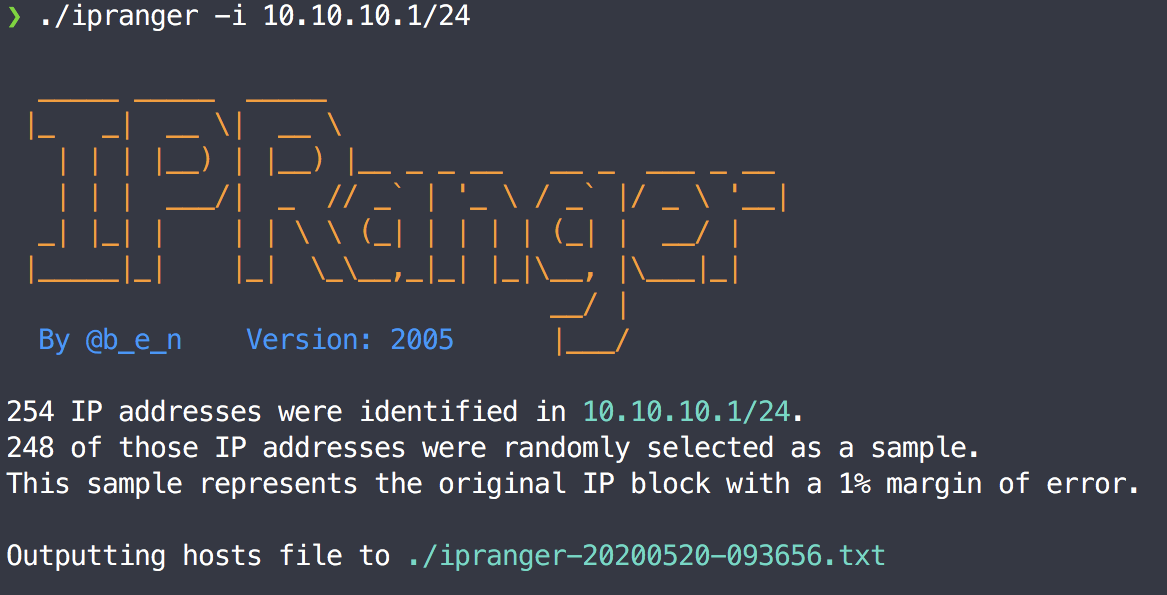 ❯ ./ipranger -i 10.10.10.1/24
IPRanger
By @b_e_n    Version: 2005
254 IP addresses were identified in 10.10.10.1/24.
248 of those IP addresses were randomly selected as a sample.
This sample represents the original IP block with a 1% margin of error.
Outputting hosts file to ./ipranger-20200520-093656.txt